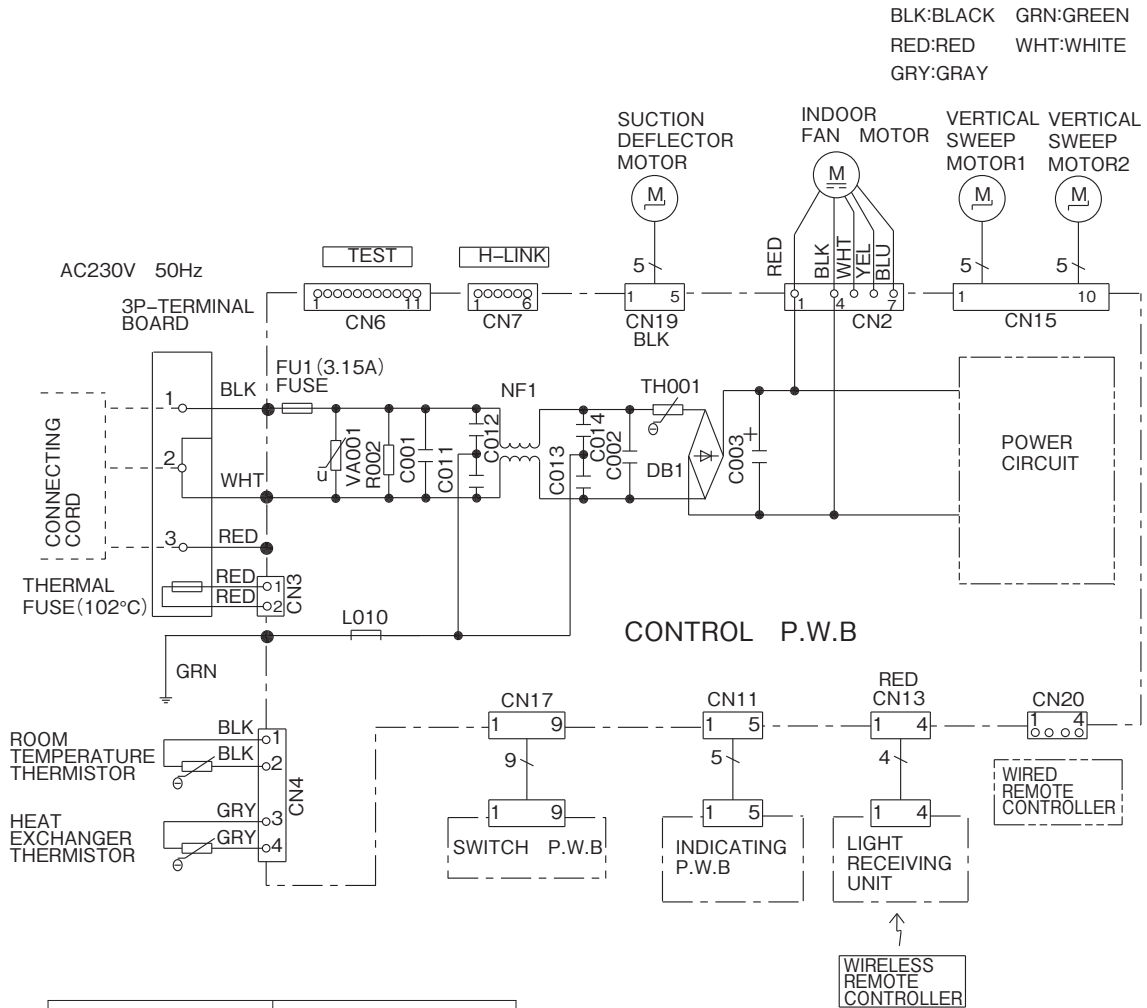 BLK:BLACK GRN:GREEN
RED:RED WHT:WHITE
GRY:GRAY
SUCTION
DEFLECTOR
MOTOR
INDOOR
FAN MOTOR
VERTICAL
SWEEP
MOTOR1
VERTICAL
SWEEP
MOTOR2
M
M
M
M
RED
BLK
WHT
YEL
BLU
5
5
5
AC230V 50Hz
TEST
H-LINK
1 11
CN6
1 6
CN7
1 5
CN19
BLK
1 4 7
CN2
1 10
CN15
3P-TERMINAL
BOARD
CONNECTING
CORD
1
2
3
BLK
WHT
RED
FU1(3.15A)
FUSE
u
VA001
R002
C001
C011
C012
NF1
C013
C014
C002
TH001
DB1
C003
+
POWER
CIRCUIT
THERMAL
FUSE(102°C)
RED
RED
1
2
CN3
L010
GRN
CONTROL P.W.B
ROOM
TEMPERATURE
THERMISTOR
BLK
BLK
HEAT
EXCHANGER
THERMISTOR
GRY
GRY
1
2
3
4
CN4
CN17
1 9
9
1 9
SWITCH P.W.B
CN11
1 5
5
1 5
INDICATING
P.W.B
RED
CN13
1 4
4
1 4
LIGHT
RECEIVING
UNIT
CN20
1 4
WIRED
REMOTE
CONTROLLER
WIRELESS
REMOTE
CONTROLLER